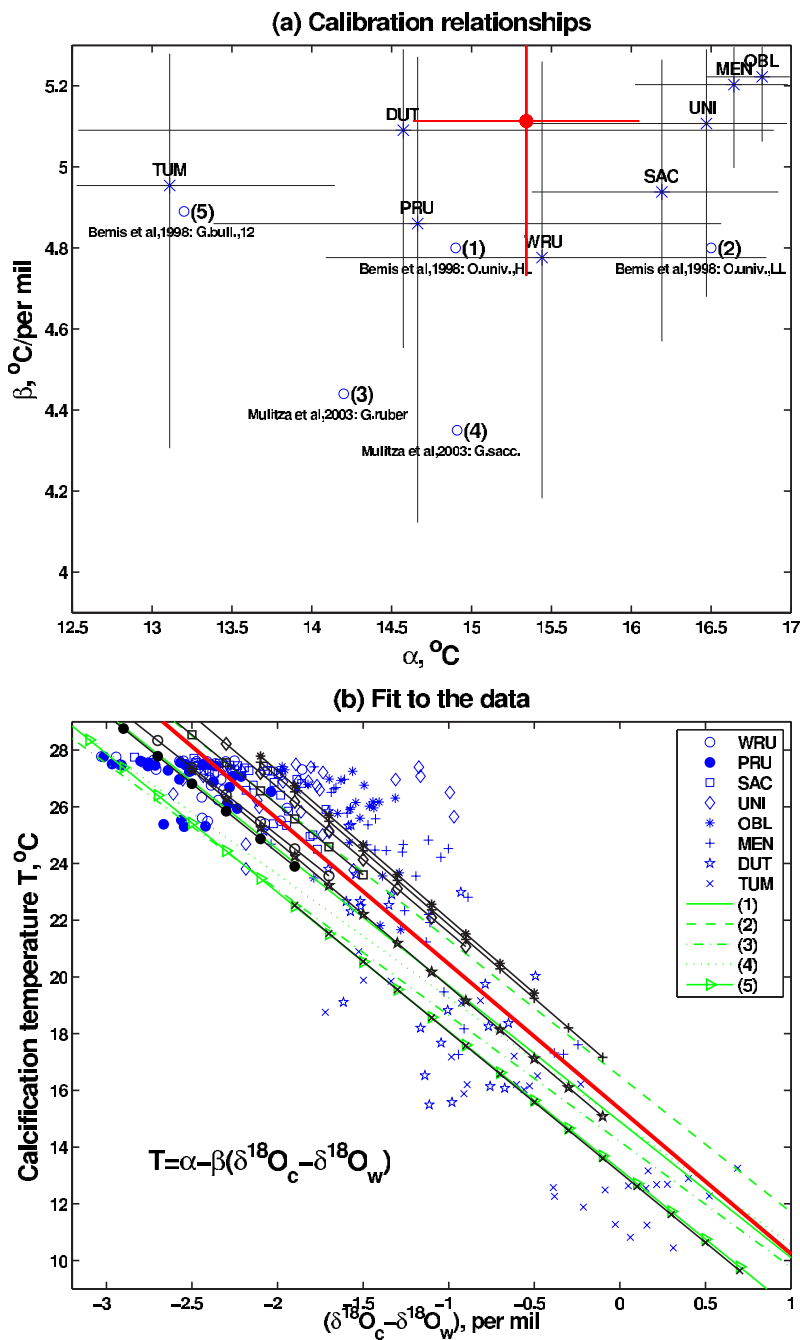 (a) Calibration relationships
β, °C/per mil
5.2
5
4.8
4.6
4.4
4.2
4
OBL
MEN
UNI
DUT
TUM
SAC
PRU
WRU
(5)
Bemis et al,1998: G.bull.,12
(1)
Bemis et al,1998: O.univ.,HL
(2)
Bemis et al,1998: O.univ.,LL
(3)
Mulitza et al,2003: G.ruber
(4)
Mulitza et al,2003: G.sacc.
12.5 13 13.5 14 14.5 15 15.5 16 16.5 17
α, °C
(b) Fit to the data
Calcification temperature T,°C
28
26
24
22
20
18
16
14
12
10
WRU
PRU
SAC
UNI
OBL
MEN
DUT
TUM
(1)
(2)
(3)
(4)
(5)
T=α−β(δ¹⁸Oc−δ¹⁸Ow)
−3 −2.5 −2 −1.5 −1 −0.5 0 0.5 1
(δ¹⁸Oc−δ¹⁸Ow), per mil